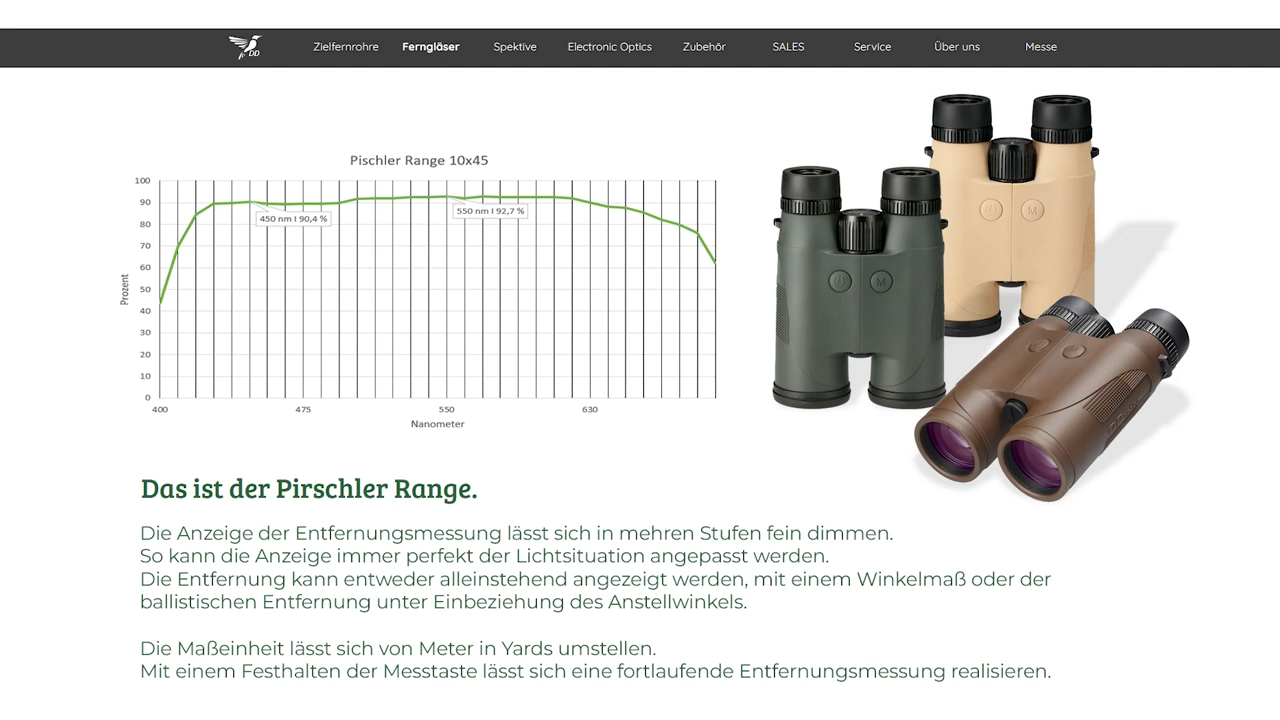 DD
Zielfernrohre Ferngläser Spektive Electronic Optics Zubehör SALES Service Über uns Messe
Pischler Range 10x45
100
90
80
70
60
50
40
30
20
10
0
Prozent
450 nm I 90,4 %
550 nm I 92,7 %
400 475 550 630
Nanometer
M
M
Das ist der Pirschler Range.
Die Anzeige der Entfernungsmessung lässt sich in mehren Stufen fein dimmen.
So kann die Anzeige immer perfekt der Lichtsituation angepasst werden.
Die Entfernung kann entweder alleinstehend angezeigt werden, mit einem Winkelmaß oder der
ballistischen Entfernung unter Einbeziehung des Anstellwinkels.
Die Maßeinheit lässt sich von Meter in Yards umstellen.
Mit einem Festhalten der Messtaste lässt sich eine fortlaufende Entfernungsmessung realisieren.